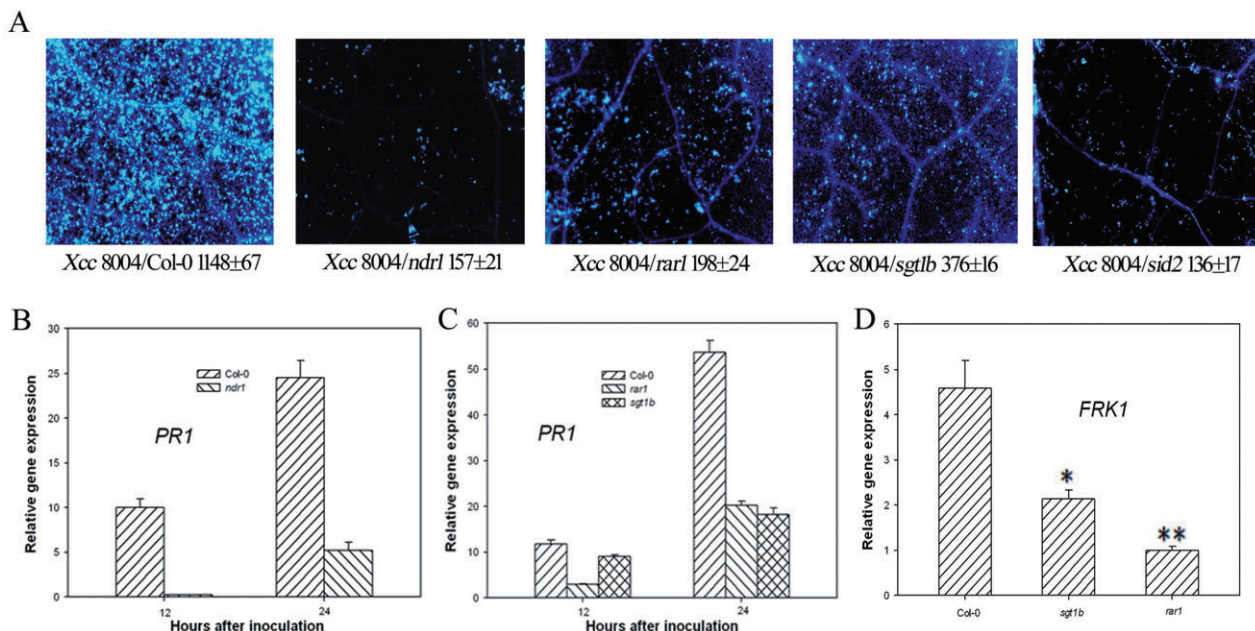 A
Xcc 8004/Col-0 1148±67
Xcc 8004/ndr1 157±21
Xcc 8004/rar1 198±24
Xcc 8004/sgt1b 376±16
Xcc 8004/sid2 136±17
B
Relative gene expression
30
25
20
15
10
5
0
Col-0
ndr1
PR1
12
24
Hours after inoculation
C
Relative gene expression
60
50
40
30
20
10
0
Col-0
rar1
sgt1b
PR1
12
24
Hours after inoculation
D
Relative gene expression
6
5
4
3
2
1
0
FRK1
*
**
Col-0
sgt1b
rar1